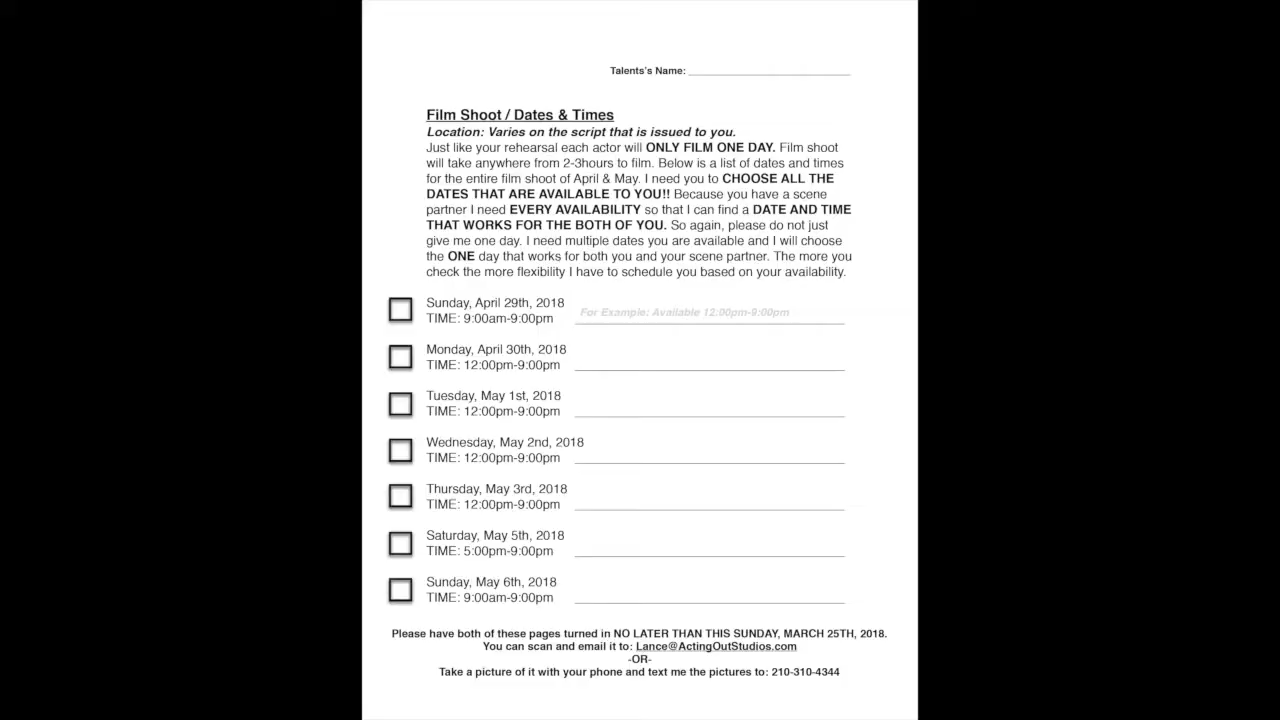 Talents's Name: ___________________________
Film Shoot / Dates & Times
Location: Varies on the script that is issued to you.
Just like your rehearsal each actor will ONLY FILM ONE DAY. Film shoot
will take anywhere from 2-3hours to film. Below is a list of dates and times
for the entire film shoot of April & May. I need you to CHOOSE ALL THE
DATES THAT ARE AVAILABLE TO YOU!! Because you have a scene
partner I need EVERY AVAILABILITY so that I can find a DATE AND TIME
THAT WORKS FOR THE BOTH OF YOU. So again, please do not just
give me one day. I need multiple dates you are available and I will choose
the ONE day that works for both you and your scene partner. The more you
check the more flexibility I have to schedule you based on your availability.
Sunday, April 29th, 2018
TIME: 9:00am-9:00pm For Example: Available 12:00pm-9:00pm
Monday, April 30th, 2018
TIME: 12:00pm-9:00pm
Tuesday, May 1st, 2018
TIME: 12:00pm-9:00pm
Wednesday, May 2nd, 2018
TIME: 12:00pm-9:00pm
Thursday, May 3rd, 2018
TIME: 12:00pm-9:00pm
Saturday, May 5th, 2018
TIME: 5:00pm-9:00pm
Sunday, May 6th, 2018
TIME: 9:00am-9:00pm
Please have both of these pages turned in NO LATER THAN THIS SUNDAY, MARCH 25TH, 2018.
You can scan and email it to: Lance@ActingOutStudios.com
-OR-
Take a picture of it with your phone and text me the pictures to: 210-310-4344